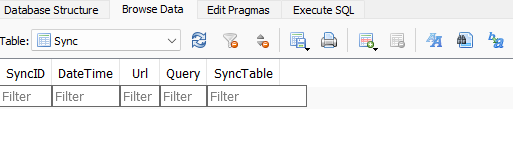 Database Structure Browse Data Edit Pragmas Execute SQL
Table: Sync
SyncID DateTime Url Query SyncTable
Filter Filter Filter Filter Filter